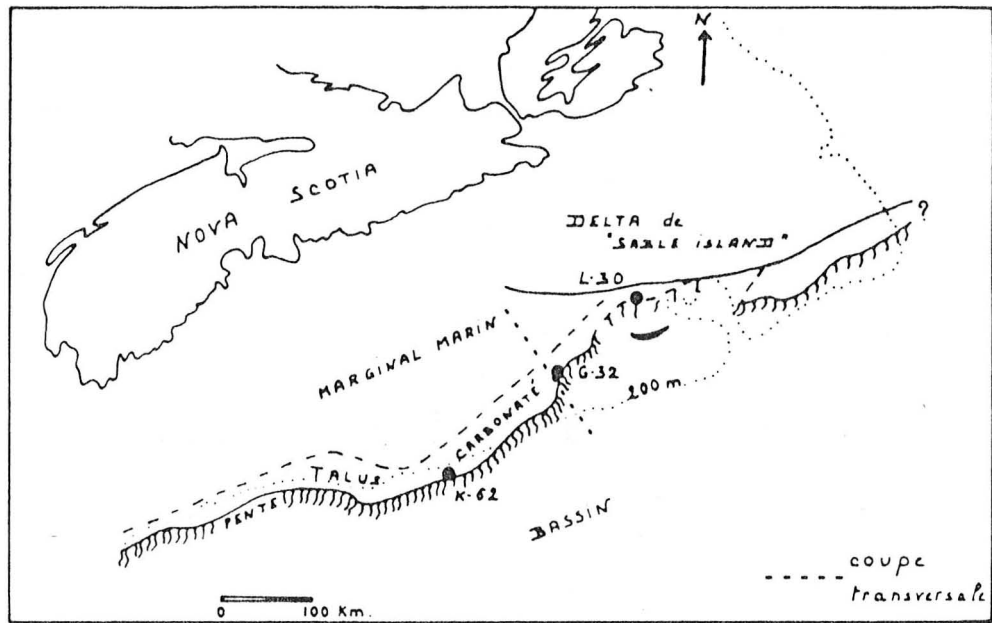 N
NOVA SCOTIA
DELTA de
"SABLE ISLAND"
?
L-30
MARGINAL MARIN
G-32
200 m.
CARBONATÉ
TALUS
K-62
PENTE
BASSIN
coupe
transversale
0 100 Km.